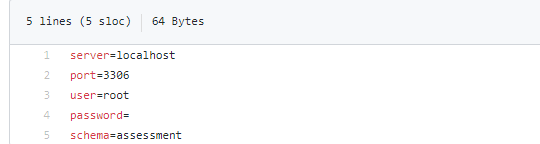 5 lines (5 sloc) 64 Bytes
1 server=localhost
2 port=3306
3 user=root
4 password=
5 schema=assessment